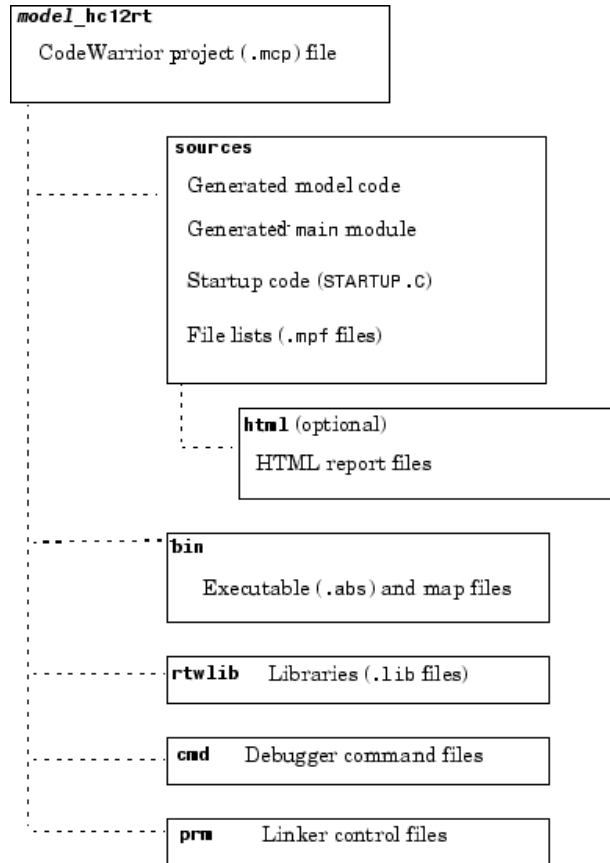 model_hc12rt
CodeWarrior project (.mcp) file
sources
Generated model code
Generated main module
Startup code (STARTUP.C)
File lists (.mpf files)
html (optional)
HTML report files
bin
Executable (.abs) and map files
rtwlib Libraries (.lib files)
cmd Debugger command files
prm Linker control files